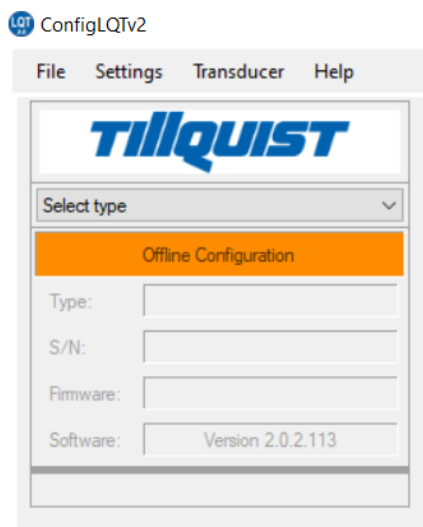 LQT
ConfigLQTv2
File Settings Transducer Help
TILLQUIST
Select type
Offline Configuration
Type:
S/N:
Firmware:
Software: Version 2.0.2.113